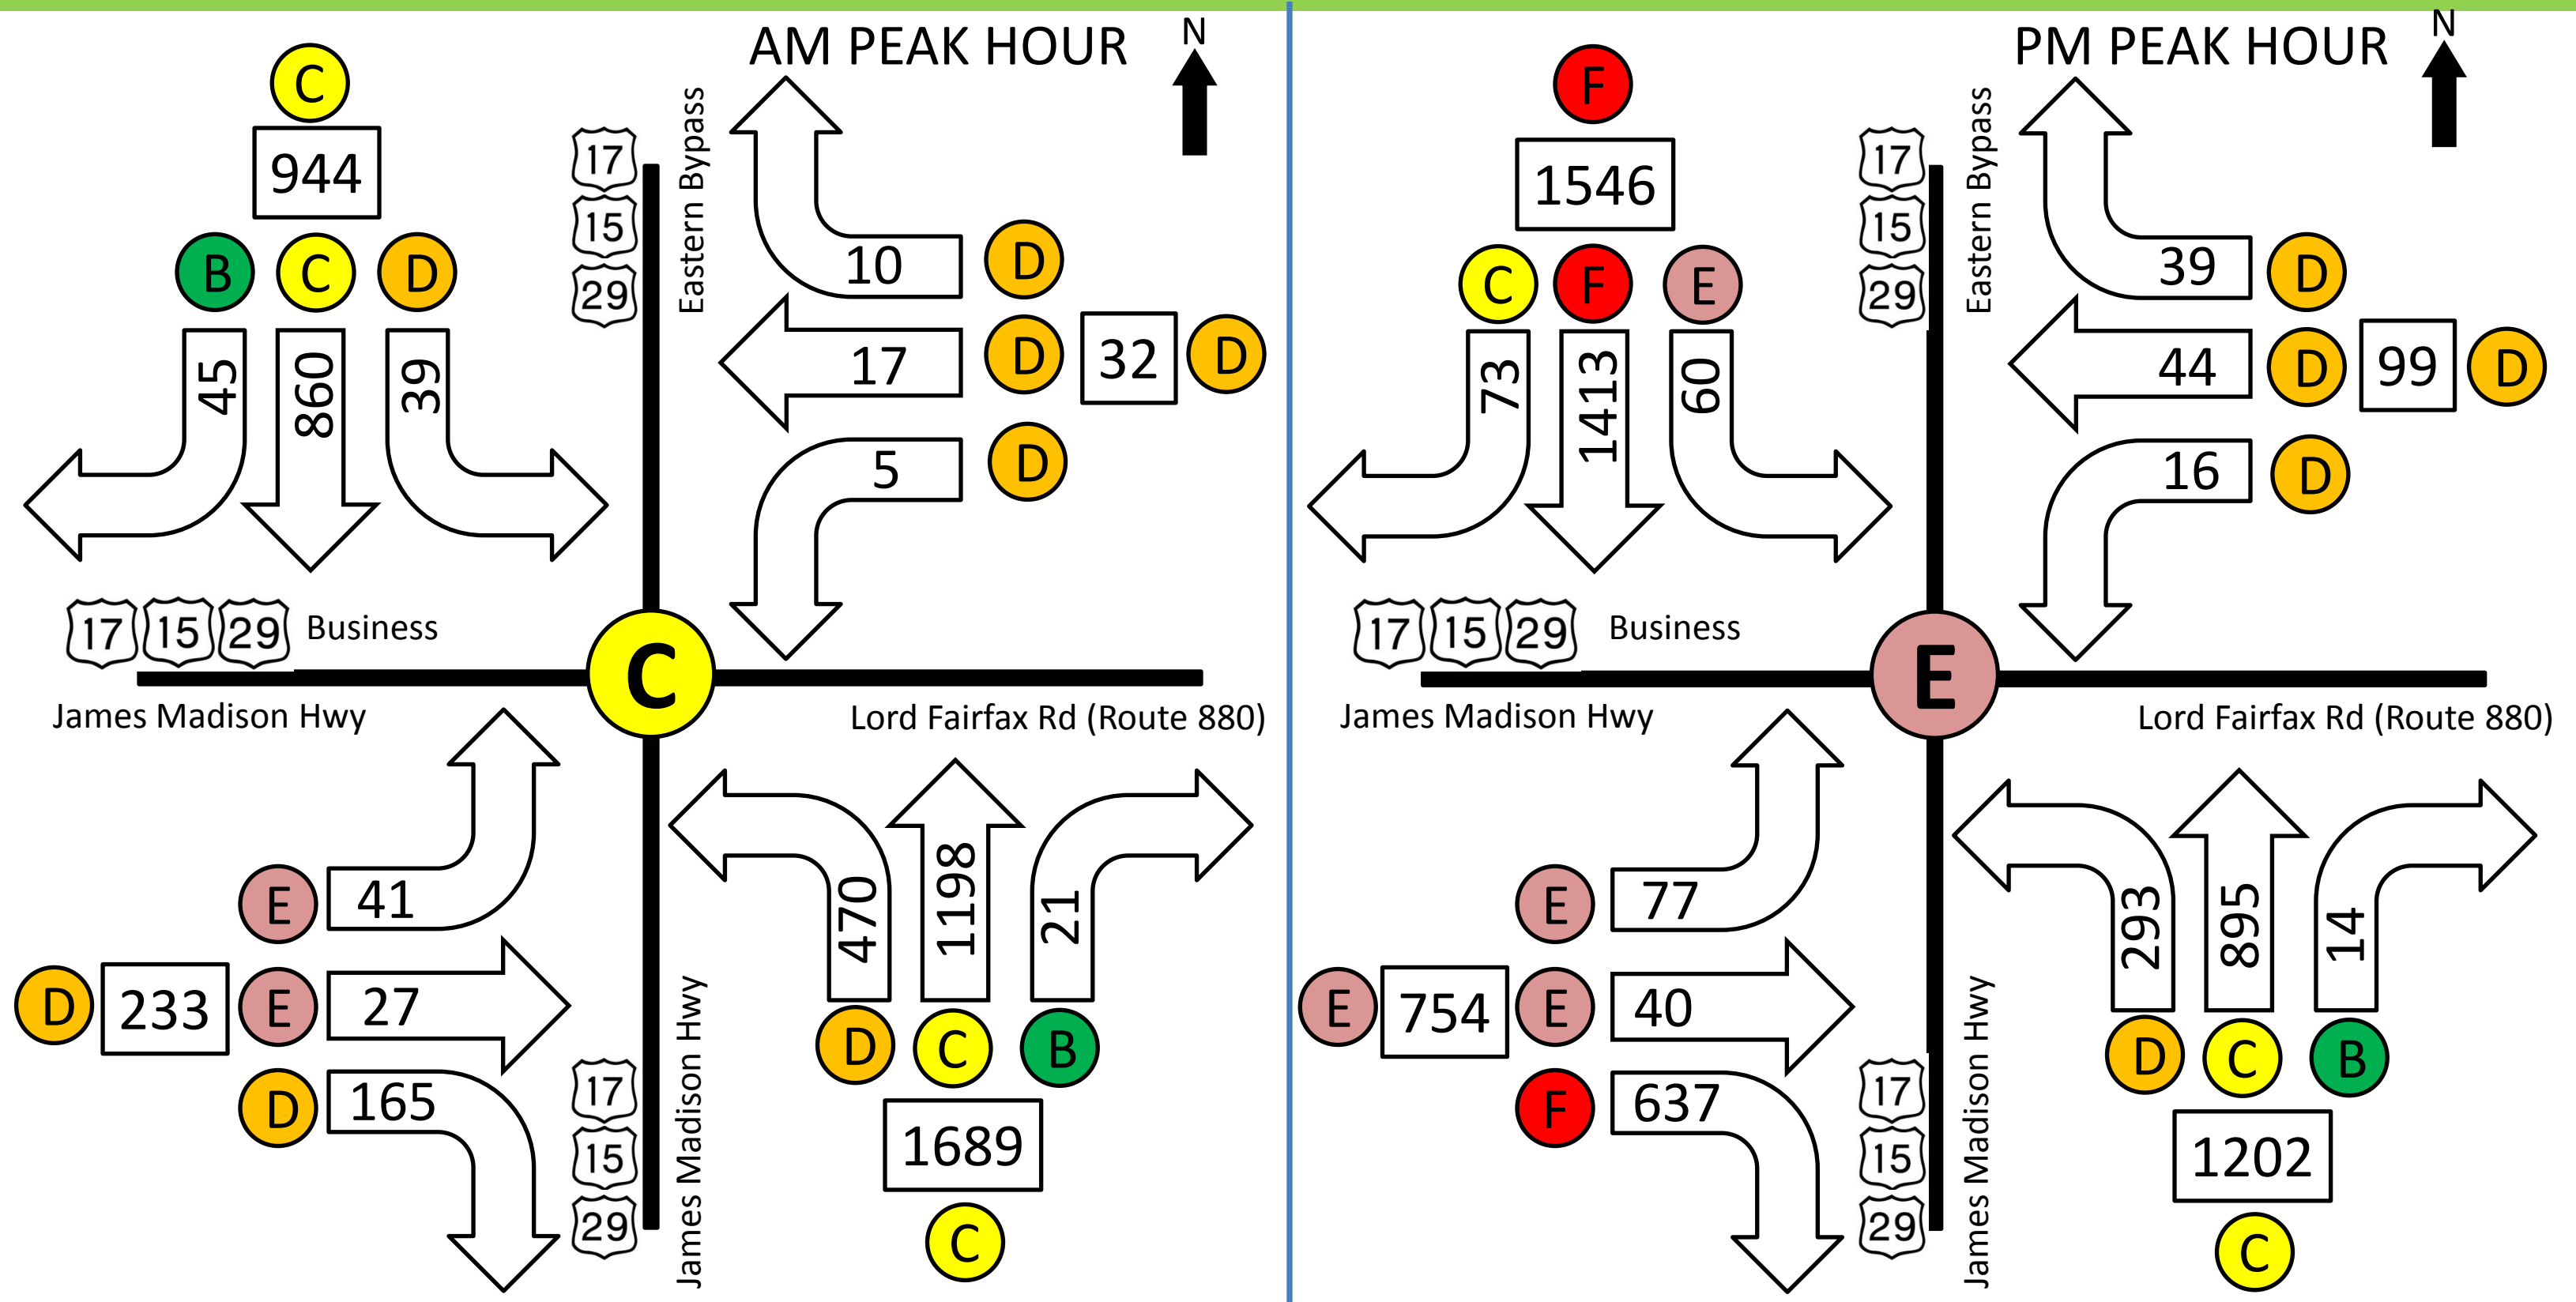 AM PEAK HOUR
N
C
944
B C D
45
860
39
17
15
29
Eastern Bypass
10 D
17 D 32 D
5 D
17 15 29 Business
C
James Madison Hwy
Lord Fairfax Rd (Route 880)
E 41
D 233 E 27
D 165
17
15
29
James Madison Hwy
470
1198
21
D C B
1689
C
PM PEAK HOUR
N
F
1546
C F E
73
1413
60
17
15
29
Eastern Bypass
39 D
44 D 99 D
16 D
17 15 29 Business
E
James Madison Hwy
Lord Fairfax Rd (Route 880)
E 77
E 754 E 40
F 637
17
15
29
James Madison Hwy
293
895
14
D C B
1202
C